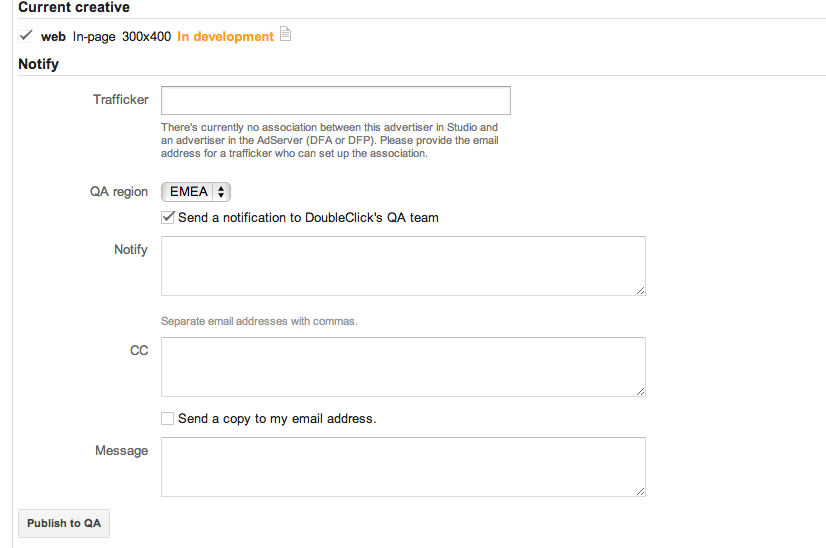 Current creative
web In-page 300x400 In development
Notify
Trafficker
There's currently no association between this advertiser in Studio and
an advertiser in the AdServer (DFA or DFP). Please provide the email
address for a trafficker who can set up the association.
QA region EMEA
Send a notification to DoubleClick's QA team
Notify
Separate email addresses with commas.
CC
Send a copy to my email address.
Message
Publish to QA